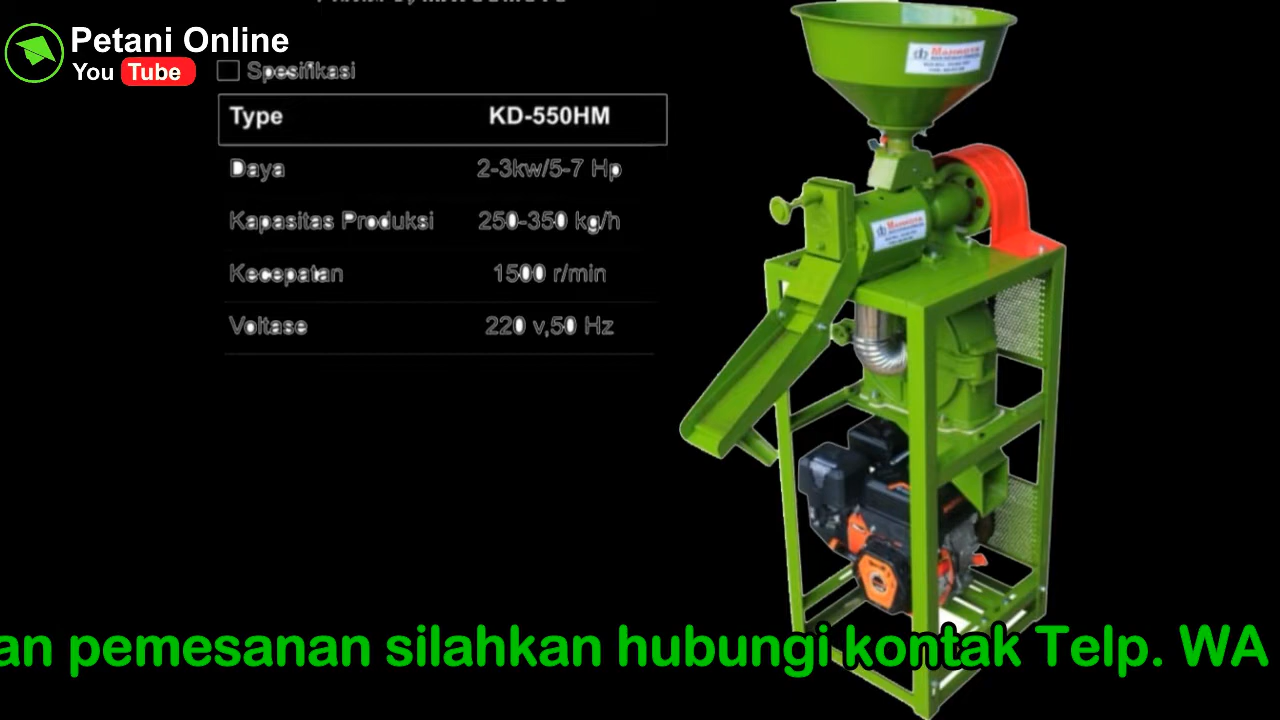 Petani Online
You Tube
Spesifikasi
Type KD-550HM
Daya 2-3kw/5-7 Hp
Kapasitas Produksi 250-350 kg/h
Kecepatan 1500 r/min
Voltase 220 v,50 Hz
an pemesanan silahkan hubungi kontak Telp. WA